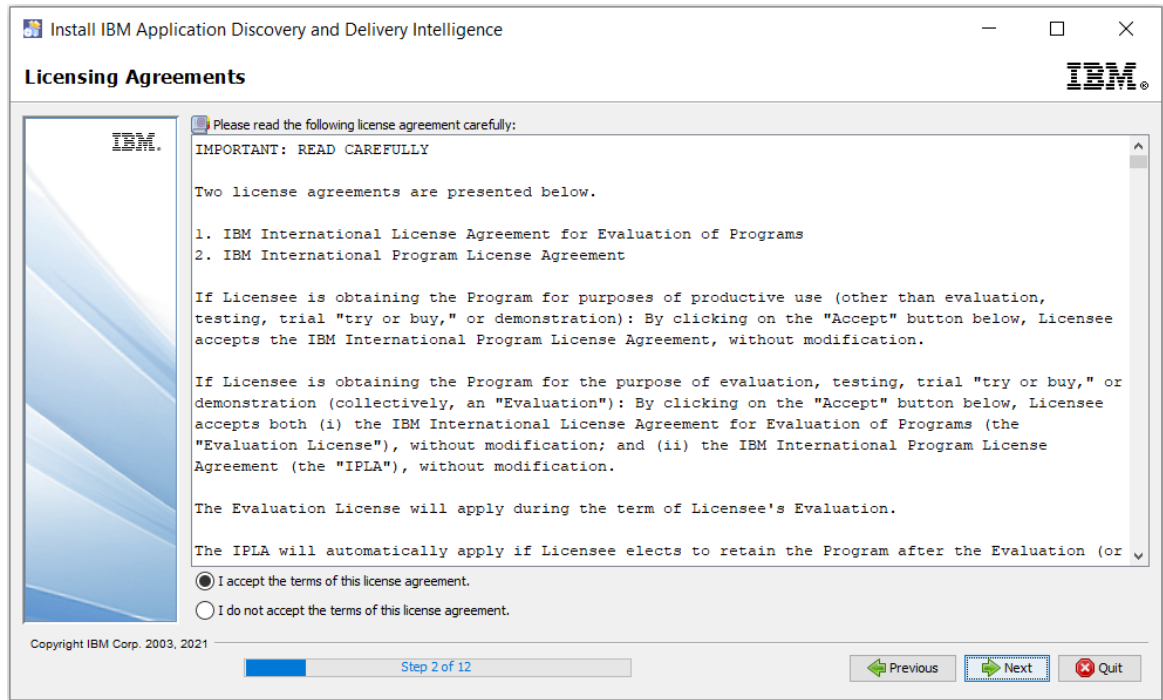 Install IBM Application Discovery and Delivery Intelligence
Licensing Agreements
IBM®
IBM.
Please read the following license agreement carefully:
IMPORTANT: READ CAREFULLY
Two license agreements are presented below.
1. IBM International License Agreement for Evaluation of Programs
2. IBM International Program License Agreement
If Licensee is obtaining the Program for purposes of productive use (other than evaluation,
testing, trial "try or buy," or demonstration): By clicking on the "Accept" button below, Licensee
accepts the IBM International Program License Agreement, without modification.
If Licensee is obtaining the Program for the purpose of evaluation, testing, trial "try or buy," or
demonstration (collectively, an "Evaluation"): By clicking on the "Accept" button below, Licensee
accepts both (i) the IBM International License Agreement for Evaluation of Programs (the
"Evaluation License"), without modification; and (ii) the IBM International Program License
Agreement (the "IPLA"), without modification.
The Evaluation License will apply during the term of Licensee's Evaluation.
The IPLA will automatically apply if Licensee elects to retain the Program after the Evaluation (or
I accept the terms of this license agreement.
I do not accept the terms of this license agreement.
Copyright IBM Corp. 2003, 2021
Step 2 of 12
Previous
Next
Quit